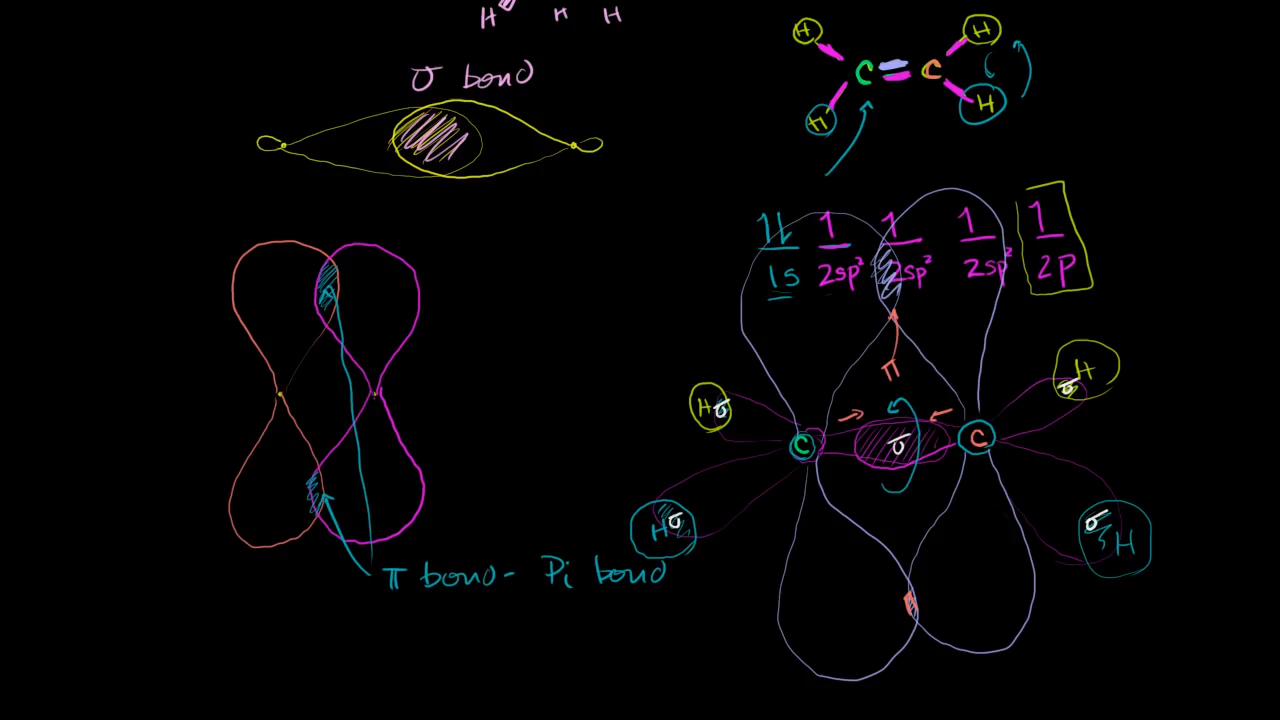 H H H
σ bond
H H
C = C
H H
1L 1 1 1 1
1s 2sp² 2sp² 2sp² 2p
π
H σ σ H
C σ C
H σ σ H
π bond - Pi bond